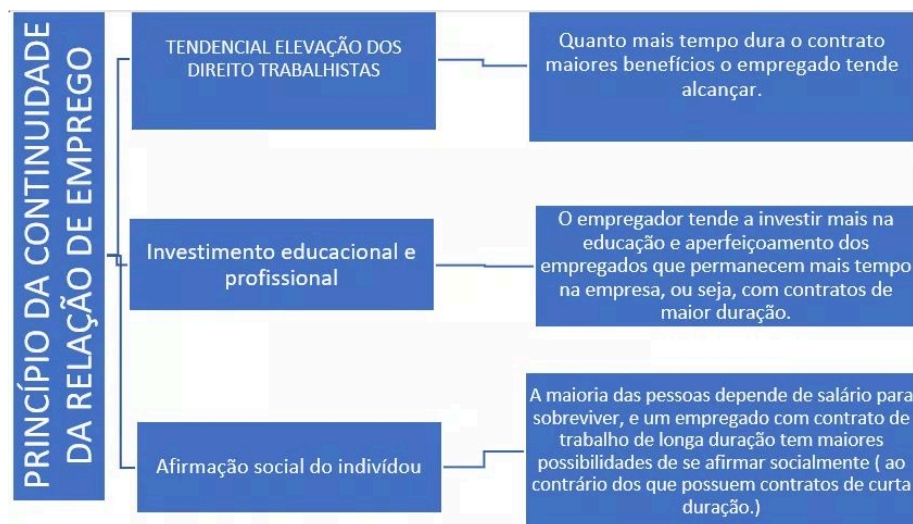 PRINCÍPIO DA CONTINUIDADE
DA RELAÇÃO DE EMPREGO
TENDENCIAL ELEVAÇÃO DOS
DIREITO TRABALHISTAS
Quanto mais tempo dura o contrato
maiores benefícios o empregado tende
alcançar.
Investimento educacional e
profissional
O empregador tende a investir mais na
educação e aperfeiçoamento dos
empregados que permanecem mais tempo
na empresa, ou seja, com contratos de
maior duração.
Afirmação social do indivídou
A maioria das pessoas depende de salário para
sobreviver, e um empregado com contrato de
trabalho de longa duração tem maiores
possibilidades de se afirmar socialmente ( ao
contrário dos que possuem contratos de curta
duração.)